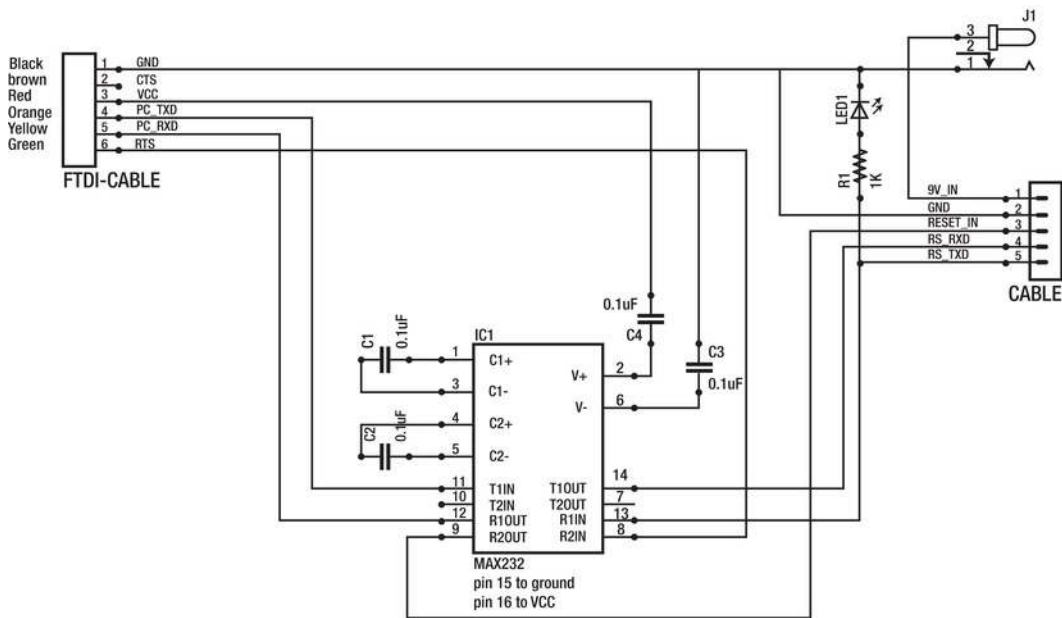 J1
3
2
1
Black
brown
Red
Orange
Yellow
Green
1 GND
2 CTS
3 VCC
4 PC_TXD
5 PC_RXD
6 RTS
FTDI-CABLE
LED1
R1
1K
9V_IN 1
GND 2
RESET_IN 3
RS_RXD 4
RS_TXD 5
CABLE
0.1uF
C4
C3
0.1uF
C1
0.1uF
C2
0.1uF
IC1
1 C1+
3 C1-
4 C2+
5 C2-
V+ 2
V- 6
11 T1IN T1OUT 14
10 T2IN T2OUT 7
12 R1OUT R1IN 13
9 R2OUT R2IN 8
MAX232
pin 15 to ground
pin 16 to VCC